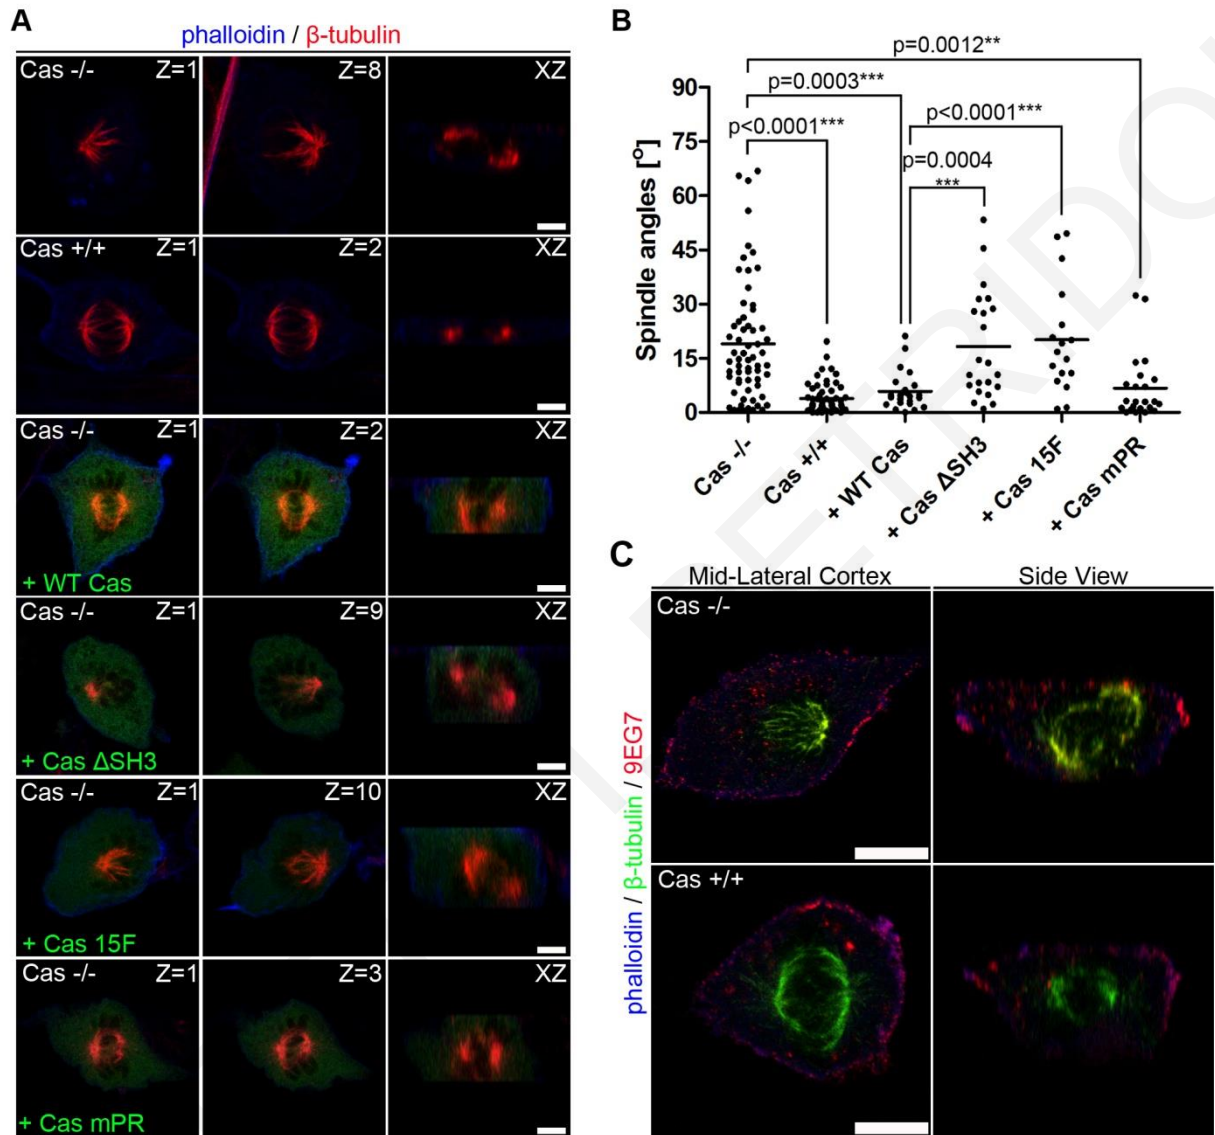 A
phalloidin / β-tubulin
Cas -/- Z=1 Z=8 XZ
Cas +/+ Z=1 Z=2 XZ
Cas -/- Z=1 Z=2 XZ
+ WT Cas
Cas -/- Z=1 Z=9 XZ
+ Cas ΔSH3
Cas -/- Z=1 Z=10 XZ
+ Cas 15F
Cas -/- Z=1 Z=3 XZ
+ Cas mPR
B
p=0.0012**
p=0.0003***
p<0.0001***
p<0.0001***
p=0.0004
***
Spindle angles [°]
90
75
60
45
30
15
0
Cas -/-
Cas +/+
+ WT Cas
+ Cas ΔSH3
+ Cas 15F
+ Cas mPR
C
Mid-Lateral Cortex Side View
phalloidin / β-tubulin / 9EG7
Cas -/-
Cas +/+